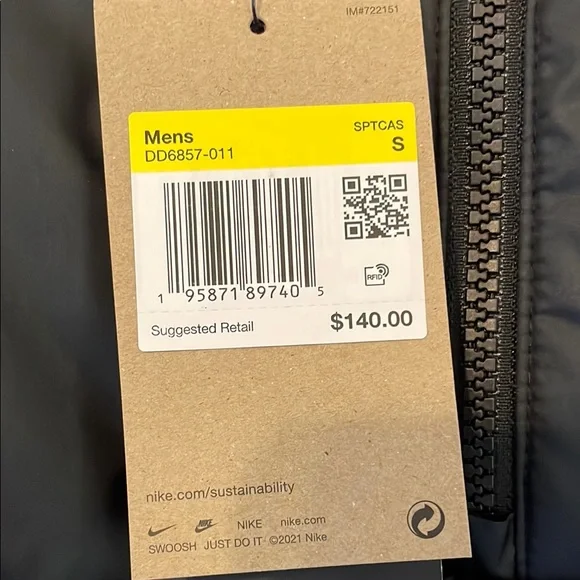 IM#722151
Mens SPTCAS
DD6857-011 S
RFID
1 95871 89740 5
Suggested Retail $140.00
nike.com/sustainability
NIKE nike.com
SWOOSH JUST DO IT- ©2021 Nike